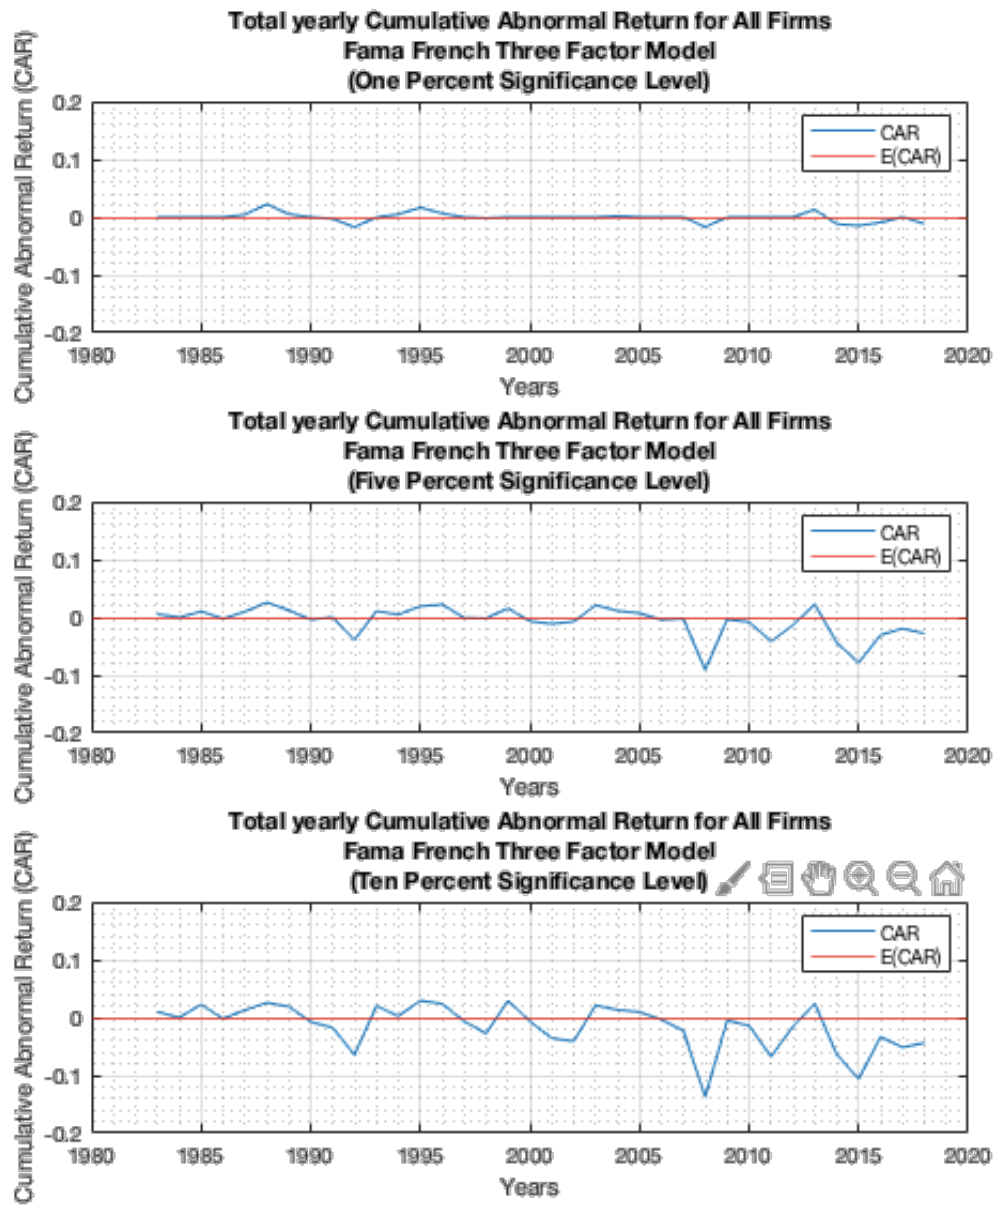 Total yearly Cumulative Abnormal Return for All Firms
Fama French Three Factor Model
(One Percent Significance Level)
Cumulative Abnormal Return (CAR)
0.2
0.1
0
-0.1
-0.2
CAR
E(CAR)
1980 1985 1990 1995 2000 2005 2010 2015 2020
Years
Total yearly Cumulative Abnormal Return for All Firms
Fama French Three Factor Model
(Five Percent Significance Level)
Cumulative Abnormal Return (CAR)
0.2
0.1
0
-0.1
-0.2
CAR
E(CAR)
1980 1985 1990 1995 2000 2005 2010 2015 2020
Years
Total yearly Cumulative Abnormal Return for All Firms
Fama French Three Factor Model
(Ten Percent Significance Level)
Cumulative Abnormal Return (CAR)
0.2
0.1
0
-0.1
-0.2
CAR
E(CAR)
1980 1985 1990 1995 2000 2005 2010 2015 2020
Years